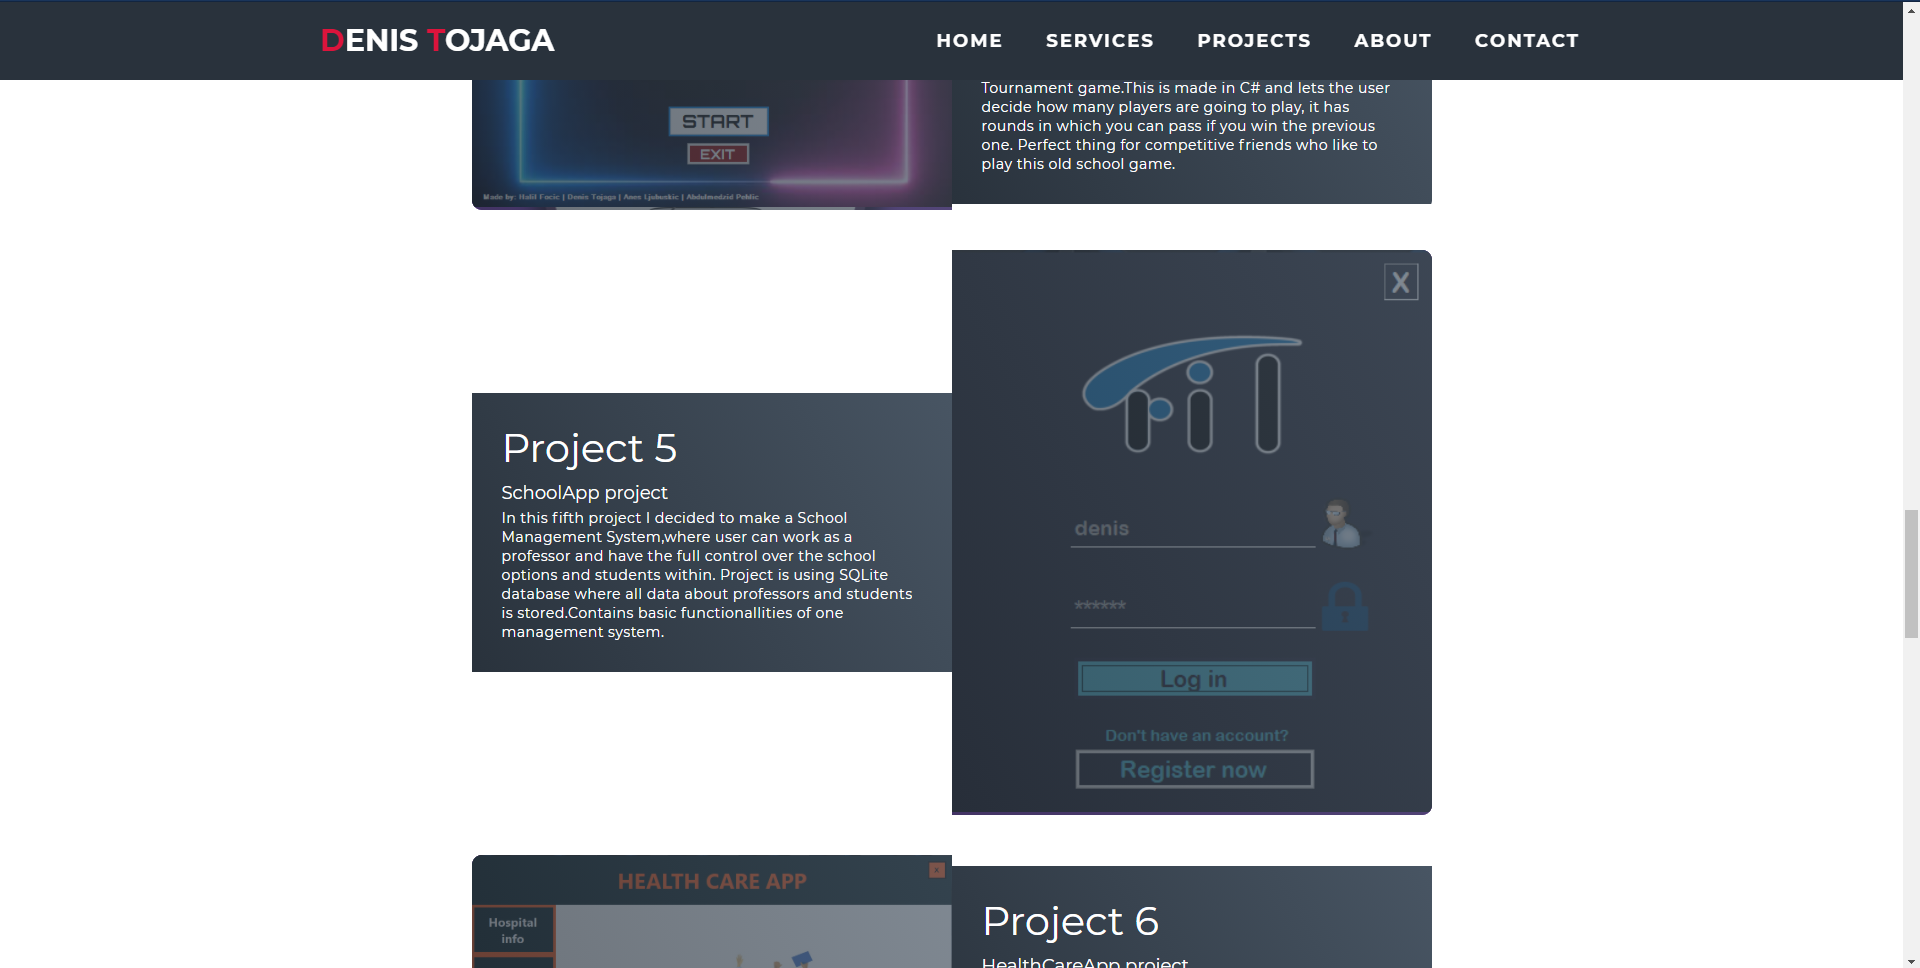 DENIS TOJAGA
HOME SERVICES PROJECTS ABOUT CONTACT
START
EXIT
Made by: Halil Focic | Denis Tojaga | Anes Ljubuskic | Abdulmedzid Peblic
Tournament game.This is made in C# and lets the user
decide how many players are going to play, it has
rounds in which you can pass if you win the previous
one. Perfect thing for competitive friends who like to
play this old school game.
Project 5
SchoolApp project
In this fifth project I decided to make a School
Management System,where user can work as a
professor and have the full control over the school
options and students within. Project is using SQLite
database where all data about professors and students
is stored.Contains basic functionallities of one
management system.
X
FIT
denis
******
Log in
Don't have an account?
Register now
HEALTH CARE APP
X
Hospital
info
Project 6
HealthCareApp project